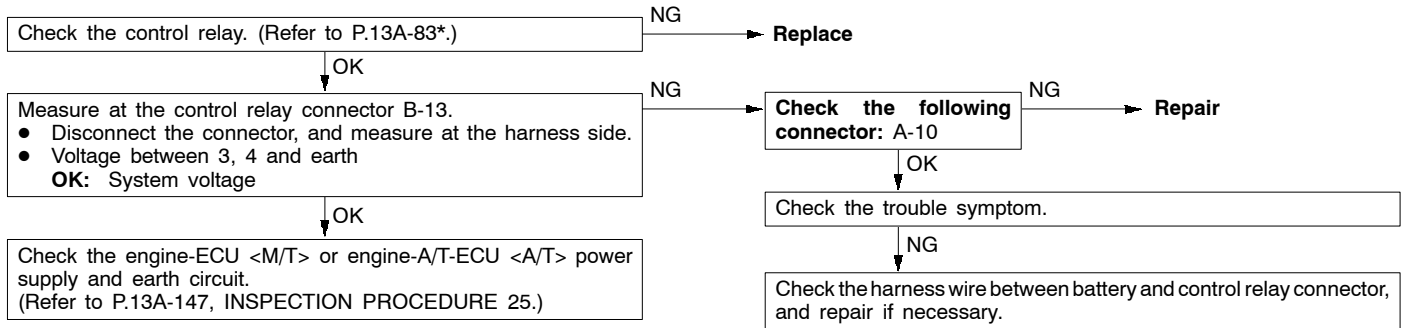 Check the control relay. (Refer to P.13A-83*.)
NG
Replace
OK
Measure at the control relay connector B-13.
● Disconnect the connector, and measure at the harness side.
● Voltage between 3, 4 and earth
OK: System voltage
NG
Check the following
connector: A-10
NG
Repair
OK
Check the trouble symptom.
NG
Check the harness wire between battery and control relay connector,
and repair if necessary.
OK
Check the engine-ECU <M/T> or engine-A/T-ECU <A/T> power
supply and earth circuit.
(Refer to P.13A-147, INSPECTION PROCEDURE 25.)